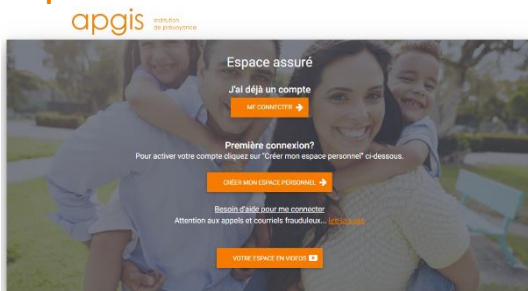 apgis institution
de prévoyance
Espace assuré
J'ai déjà un compte
ME CONNECTER
Première connexion?
Pour activer votre compte cliquez sur "Créer mon espace personnel" ci-dessous.
CRÉER MON ESPACE PERSONNEL
Besoin d'aide pour me connecter
Attention aux appels et courriels frauduleux...
VOTRE ESPACE EN VIDEOS